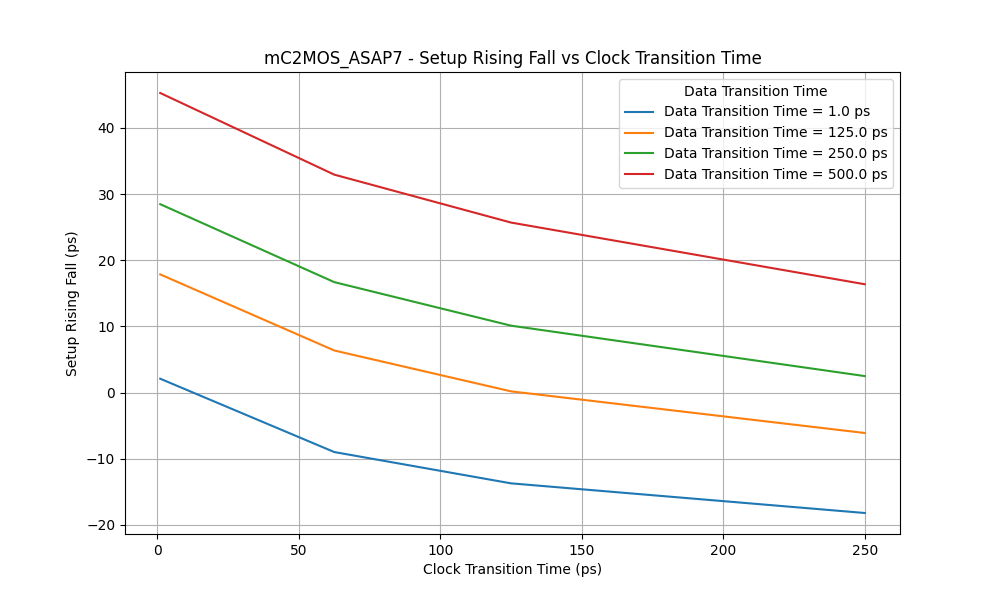 mC2MOS_ASAP7 - Setup Rising Fall vs Clock Transition Time
Data Transition Time
Data Transition Time = 1.0 ps
Data Transition Time = 125.0 ps
Data Transition Time = 250.0 ps
Data Transition Time = 500.0 ps
Setup Rising Fall (ps)
40
30
20
10
0
−10
−20
0 50 100 150 200 250
Clock Transition Time (ps)